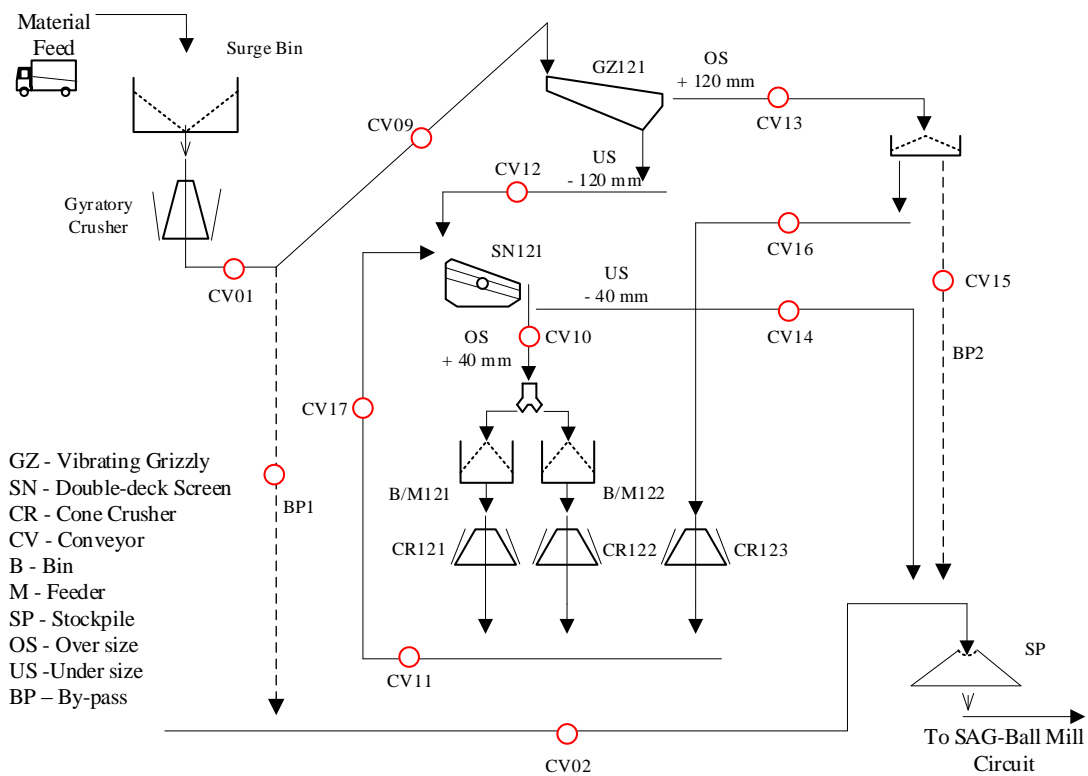 Material
Feed
Surge Bin
GZ121
OS
+ 120 mm
CV13
CV09
US
- 120 mm
CV12
Gyratory
Crusher
CV16
SN121
CV01
US
- 40 mm
CV15
CV14
CV10
OS
+ 40 mm
BP2
CV17
GZ - Vibrating Grizzly
SN - Double-deck Screen
CR - Cone Crusher
CV - Conveyor
B - Bin
M - Feeder
SP - Stockpile
OS - Over size
US -Under size
BP – By-pass
BP1
B/M121
B/M122
CR121
CR122
CR123
CV11
SP
CV02
To SAG-Ball Mill
Circuit